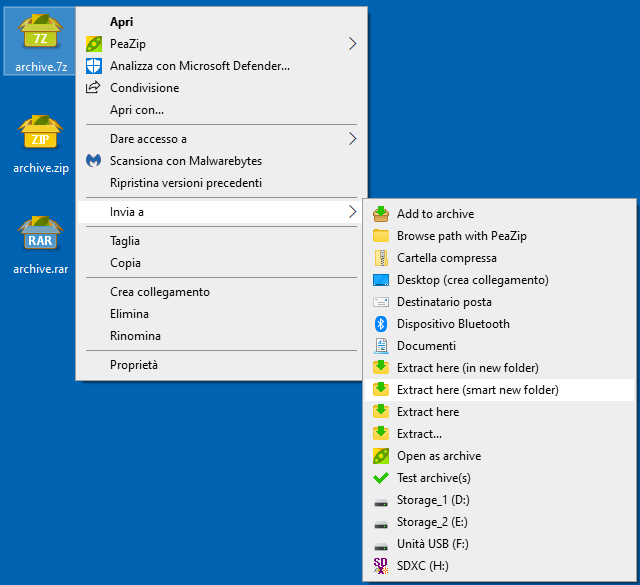 7Z
archive.7z
ZIP
archive.zip
RAR
archive.rar
Apri
PeaZip
Analizza con Microsoft Defender...
Condivisione
Apri con...
Dare accesso a
Scansiona con Malwarebytes
Ripristina versioni precedenti
Invia a
Taglia
Copia
Crea collegamento
Elimina
Rinomina
Proprietà
Add to archive
Browse path with PeaZip
Cartella compressa
Desktop (crea collegamento)
Destinatario posta
Dispositivo Bluetooth
Documenti
Extract here (in new folder)
Extract here (smart new folder)
Extract here
Extract...
Open as archive
Test archive(s)
Storage_1 (D:)
Storage_2 (E:)
Unità USB (F:)
SDXC (H:)